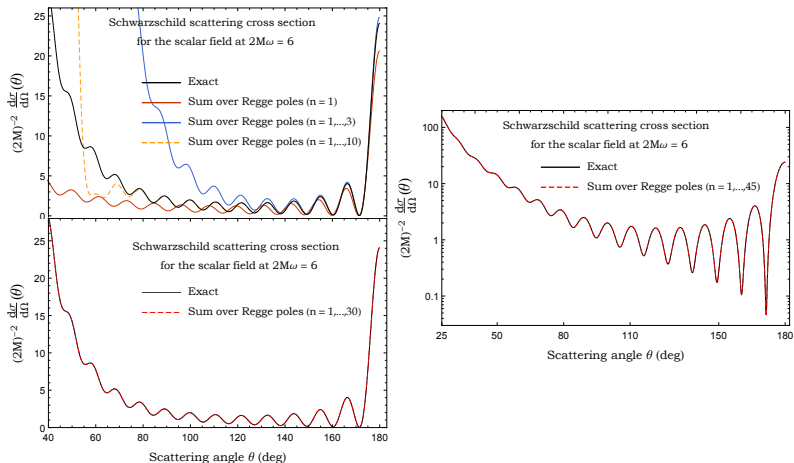 Schwarzschild scattering cross section
for the scalar field at 2Mω = 6
Exact
Sum over Regge poles (n = 1)
Sum over Regge poles (n = 1,...,3)
Sum over Regge poles (n = 1,...,10)
(2M)⁻² dσ/dΩ(θ)
25
20
15
10
5
0
Schwarzschild scattering cross section
for the scalar field at 2Mω = 6
Exact
Sum over Regge poles (n = 1,...,30)
(2M)⁻² dσ/dΩ(θ)
25
20
15
10
5
0
40 60 80 100 120 140 160 180
Scattering angle θ (deg)
Schwarzschild scattering cross section
for the scalar field at 2Mω = 6
Exact
Sum over Regge poles (n = 1,...,45)
(2M)⁻² dσ/dΩ(θ)
100
10
1
0.1
25 50 80 110 150 180
Scattering angle θ (deg)